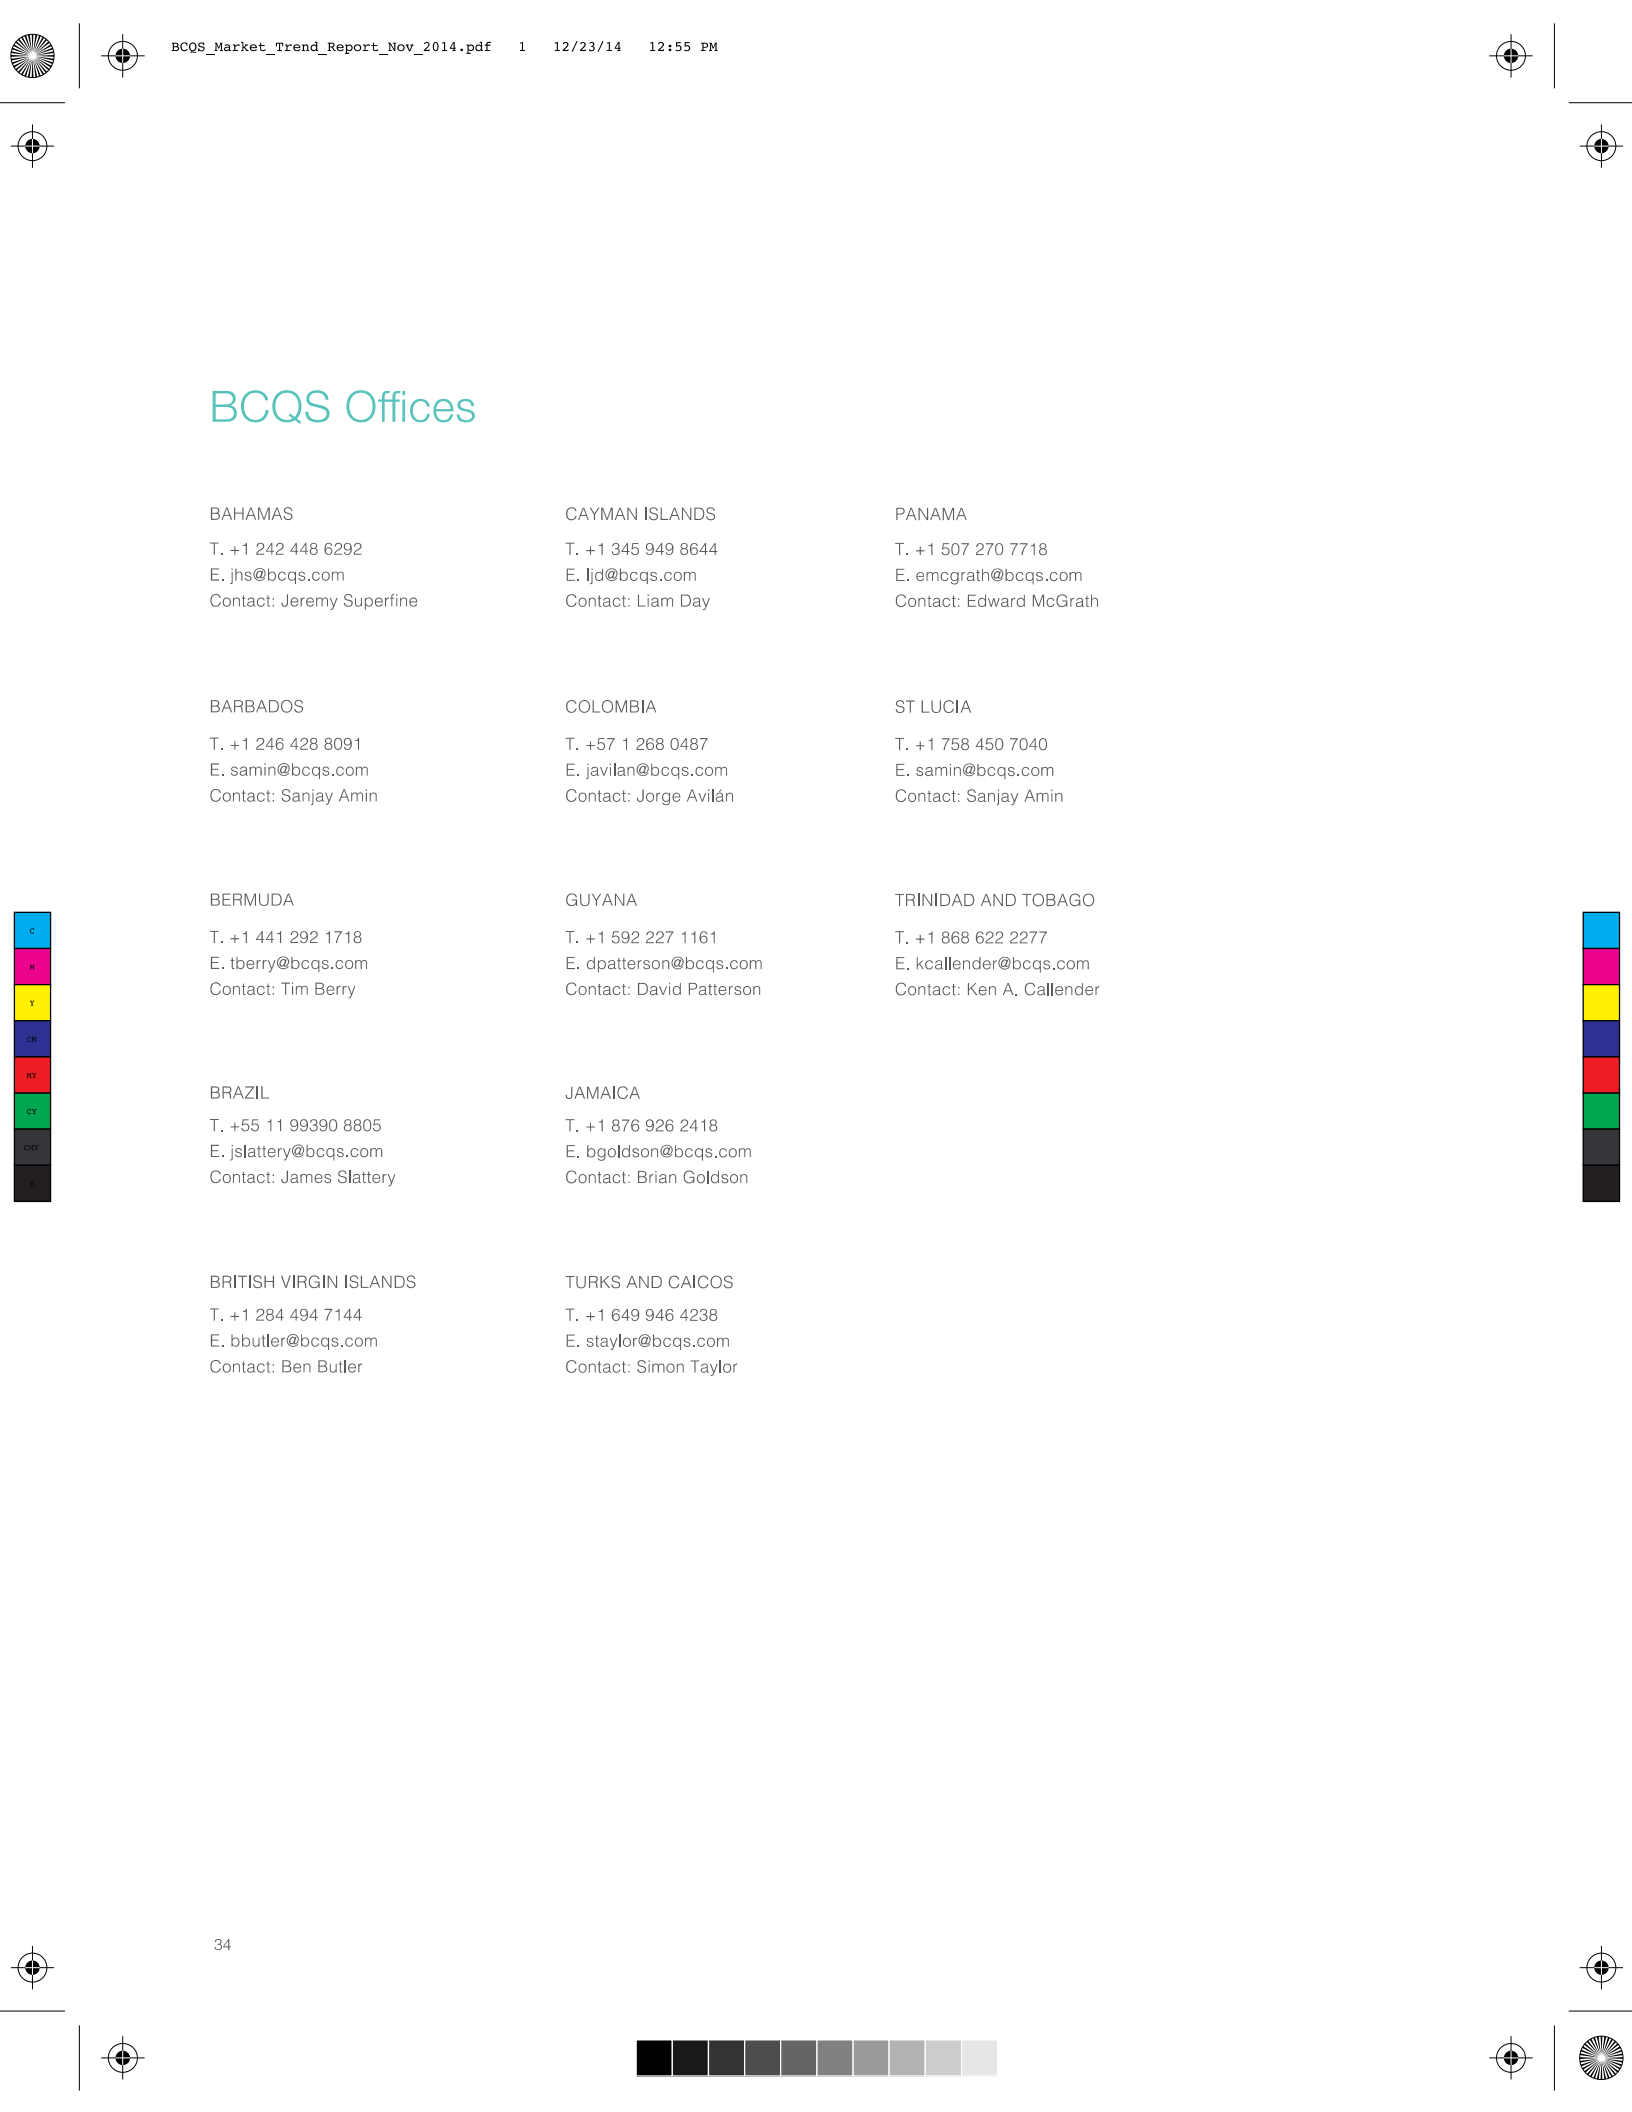 BCQS_Market_Trend_Report_Nov_2014.pdf 1 12/23/14 12:55 PM
BCQS Offices
BAHAMAS
T. +1 242 448 6292
E. jhs@bcqs.com
Contact: Jeremy Superfine
BARBADOS
T. +1 246 428 8091
E. samin@bcqs.com
Contact: Sanjay Amin
BERMUDA
T. +1 441 292 1718
E. tberry@bcqs.com
Contact: Tim Berry
BRAZIL
T. +55 11 99390 8805
E. jslattery@bcqs.com
Contact: James Slattery
BRITISH VIRGIN ISLANDS
T. +1 284 494 7144
E. bbutler@bcqs.com
Contact: Ben Butler
CAYMAN ISLANDS
T. +1 345 949 8644
E. ljd@bcqs.com
Contact: Liam Day
COLOMBIA
T. +57 1 268 0487
E. javilan@bcqs.com
Contact: Jorge Avilán
GUYANA
T. +1 592 227 1161
E. dpatterson@bcqs.com
Contact: David Patterson
JAMAICA
T. +1 876 926 2418
E. bgoldson@bcqs.com
Contact: Brian Goldson
TURKS AND CAICOS
T. +1 649 946 4238
E. staylor@bcqs.com
Contact: Simon Taylor
PANAMA
T. +1 507 270 7718
E. emcgrath@bcqs.com
Contact: Edward McGrath
ST LUCIA
T. +1 758 450 7040
E. samin@bcqs.com
Contact: Sanjay Amin
TRINIDAD AND TOBAGO
T. +1 868 622 2277
E. kcallender@bcqs.com
Contact: Ken A. Callender
C
M
Y
CM
MY
CY
CMY
K
34